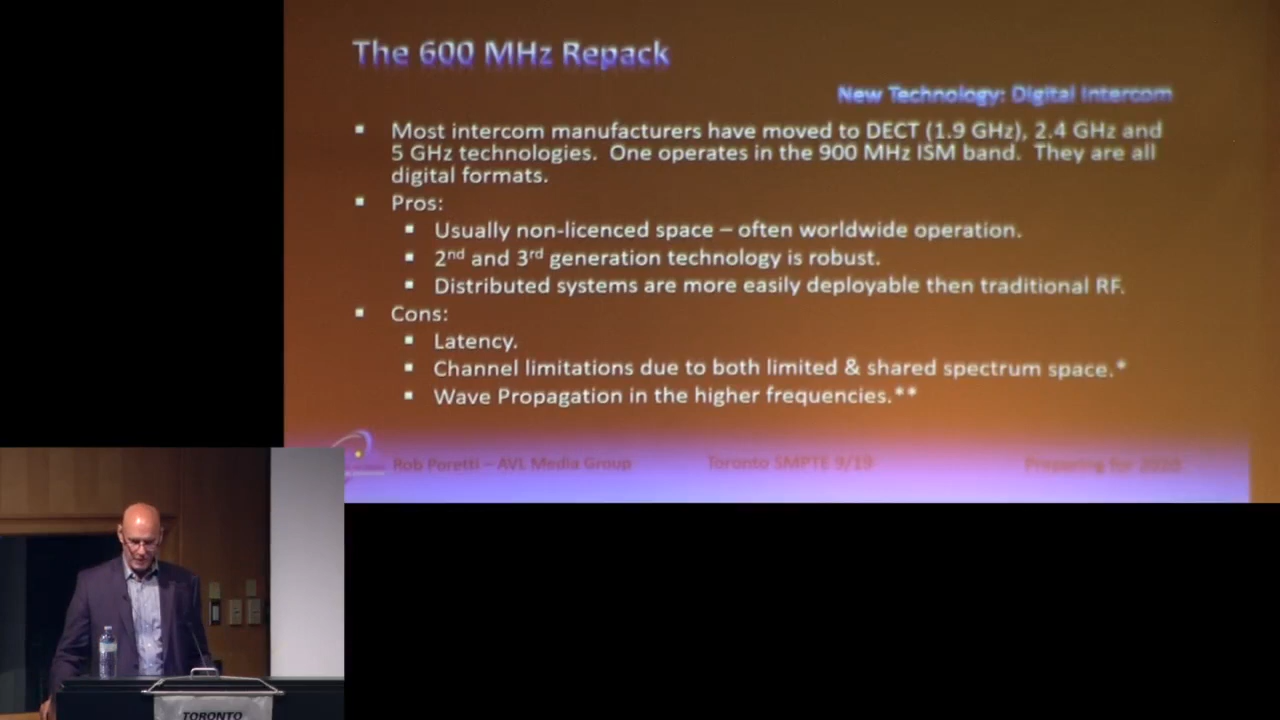 The 600 MHz Repack
New Technology: Digital Intercom
▪ Most intercom manufacturers have moved to DECT (1.9 GHz), 2.4 GHz and
5 GHz technologies. One operates in the 900 MHz ISM band. They are all
digital formats.
▪ Pros:
▪ Usually non-licenced space – often worldwide operation.
▪ 2nd and 3rd generation technology is robust.
▪ Distributed systems are more easily deployable then traditional RF.
▪ Cons:
▪ Latency.
▪ Channel limitations due to both limited & shared spectrum space.*
▪ Wave Propagation in the higher frequencies.**
Rob Poretti – AVL Media Group Toronto SMPTE 9/19 Preparing for 2020
TORONTO